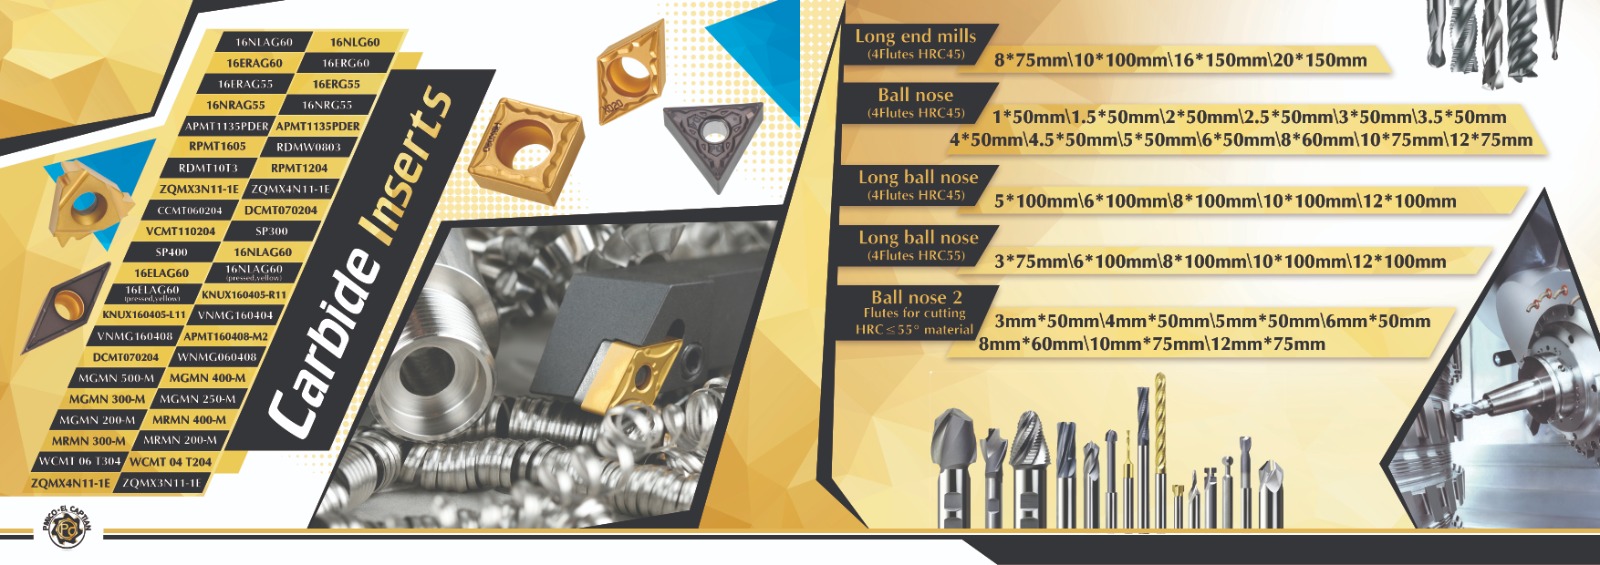 16NLAG60 16NLG60
16ERAG60 16ERG60
16ERAG55 16ERG55
16NRAG55 16NRG55
APMT1135PDER APMT1135PDER
RPMT1605 RDMW0803
RDMT10T3 RPMT1204
ZQMX3N11-1E ZQMX4N11-1E
CCMT060204 DCMT070204
VCMT110204 SP300
SP400 16NLAG60
16ELAG60 16NLAG60
(pressed,yellow)
16ELAG60 KNUX160405-R11
(pressed,yellow)
KNUX160405-L11 VNMG160404
VNMG160408 APMT160408-M2
DCMT070204 WNMG060408
MGMN 500-M MGMN 400-M
MGMN 300-M MGMN 250-M
MGMN 200-M MRMN 400-M
MRMN 300-M MRMN 200-M
WCMT 06 T304 WCMT 04 T204
ZQMX4N11-1E ZQMX3N11-1E
Carbide Inserts
PMICO-EL CAPTIAN
Long end mills
(4Flutes HRC45)
8*75mm\10*100mm\16*150mm\20*150mm
Ball nose
(4Flutes HRC45)
1*50mm\1.5*50mm\2*50mm\2.5*50mm\3*50mm\3.5*50mm
4*50mm\4.5*50mm\5*50mm\6*50mm\8*60mm\10*75mm\12*75mm
Long ball nose
(4Flutes HRC45)
5*100mm\6*100mm\8*100mm\10*100mm\12*100mm
Long ball nose
(4Flutes HRC55)
3*75mm\6*100mm\8*100mm\10*100mm\12*100mm
Ball nose 2
Flutes for cutting
HRC≤55° material
3mm*50mm\4mm*50mm\5mm*50mm\6mm*50mm
8mm*60mm\10mm*75mm\12mm*75mm